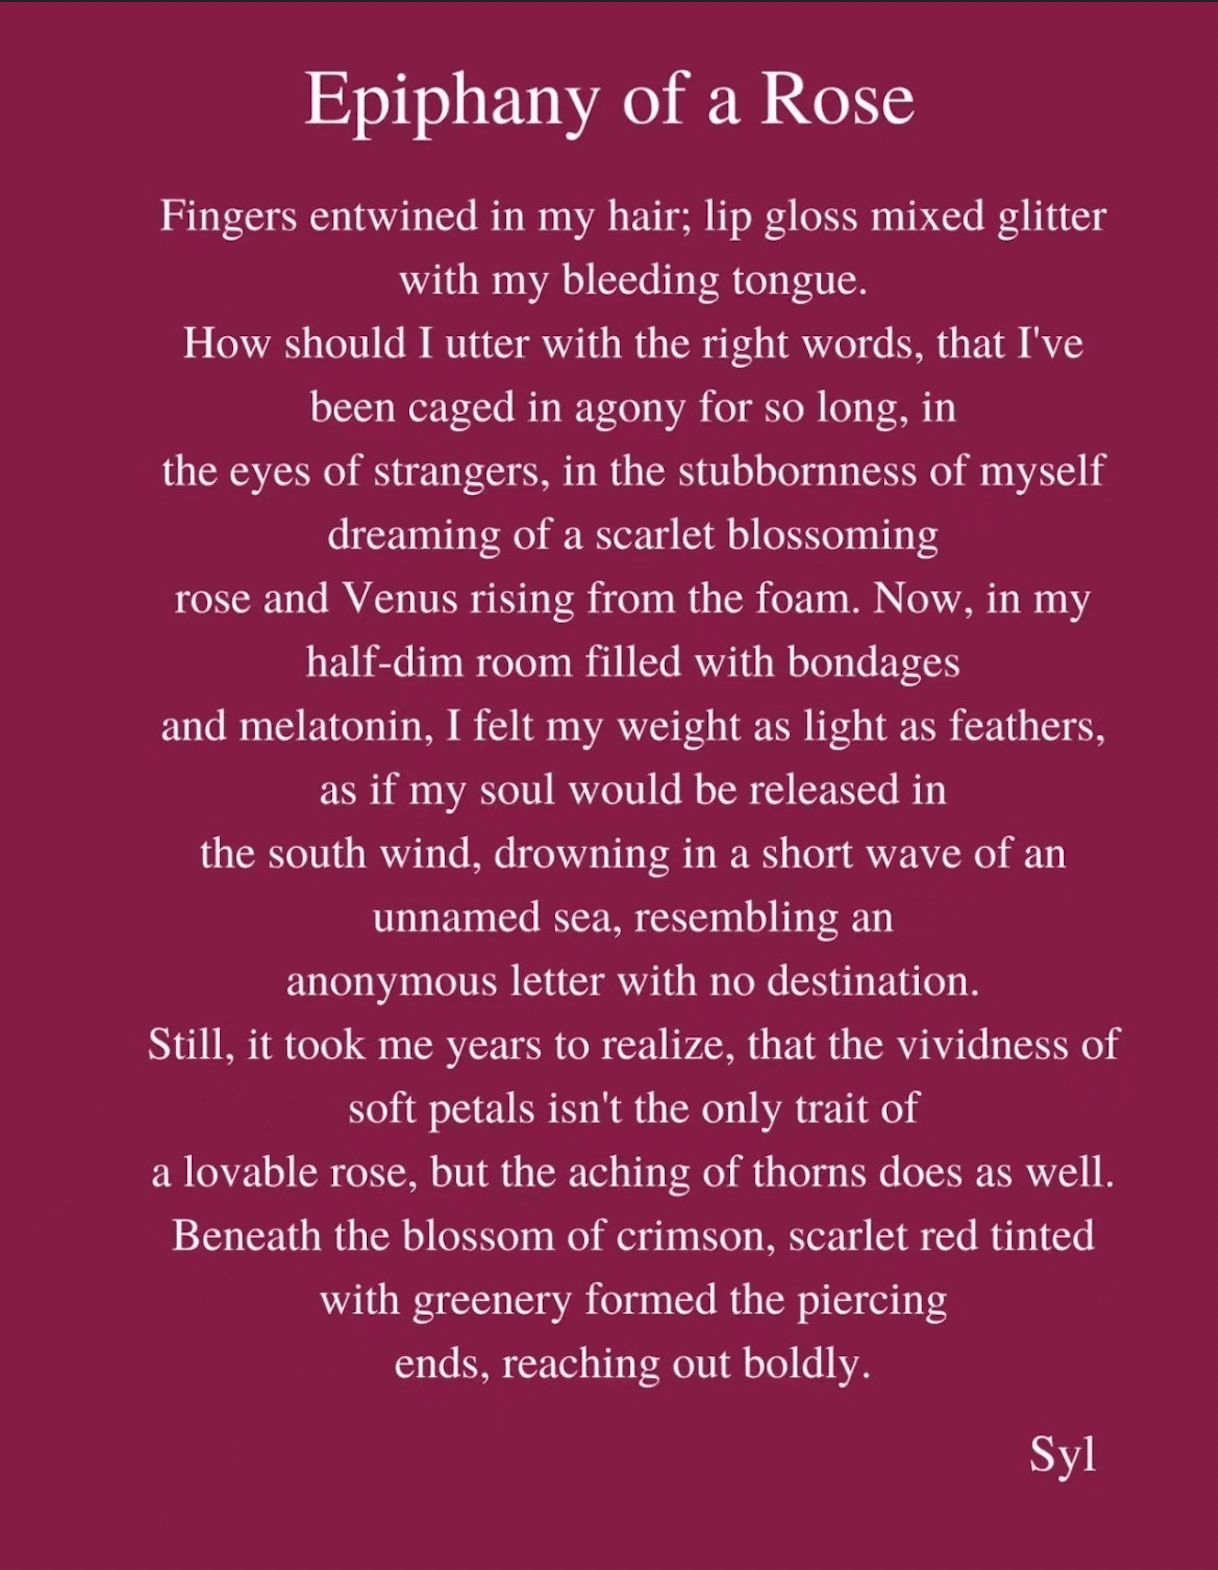 Epiphany of a Rose
Fingers entwined in my hair; lip gloss mixed glitter
with my bleeding tongue.
How should I utter with the right words, that I've
been caged in agony for so long, in
the eyes of strangers, in the stubbornness of myself
dreaming of a scarlet blossoming
rose and Venus rising from the foam. Now, in my
half-dim room filled with bondages
and melatonin, I felt my weight as light as feathers,
as if my soul would be released in
the south wind, drowning in a short wave of an
unnamed sea, resembling an
anonymous letter with no destination.
Still, it took me years to realize, that the vividness of
soft petals isn't the only trait of
a lovable rose, but the aching of thorns does as well.
Beneath the blossom of crimson, scarlet red tinted
with greenery formed the piercing
ends, reaching out boldly.
Syl